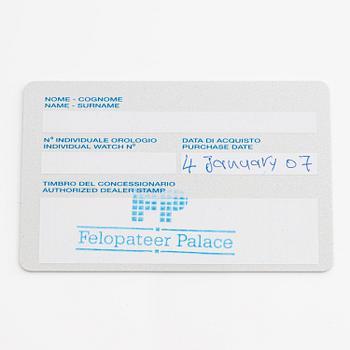 NOME - COGNOME
NAME - SURNAME
N° INDIVIDUALE OROLOGIO
INDIVIDUAL WATCH N°
DATA DI ACQUISTO
PURCHASE DATE
4 January 07
TIMBRO DEL CONCESSIONARIO
AUTHORIZED DEALER STAMP
FP
Felopateer Palace